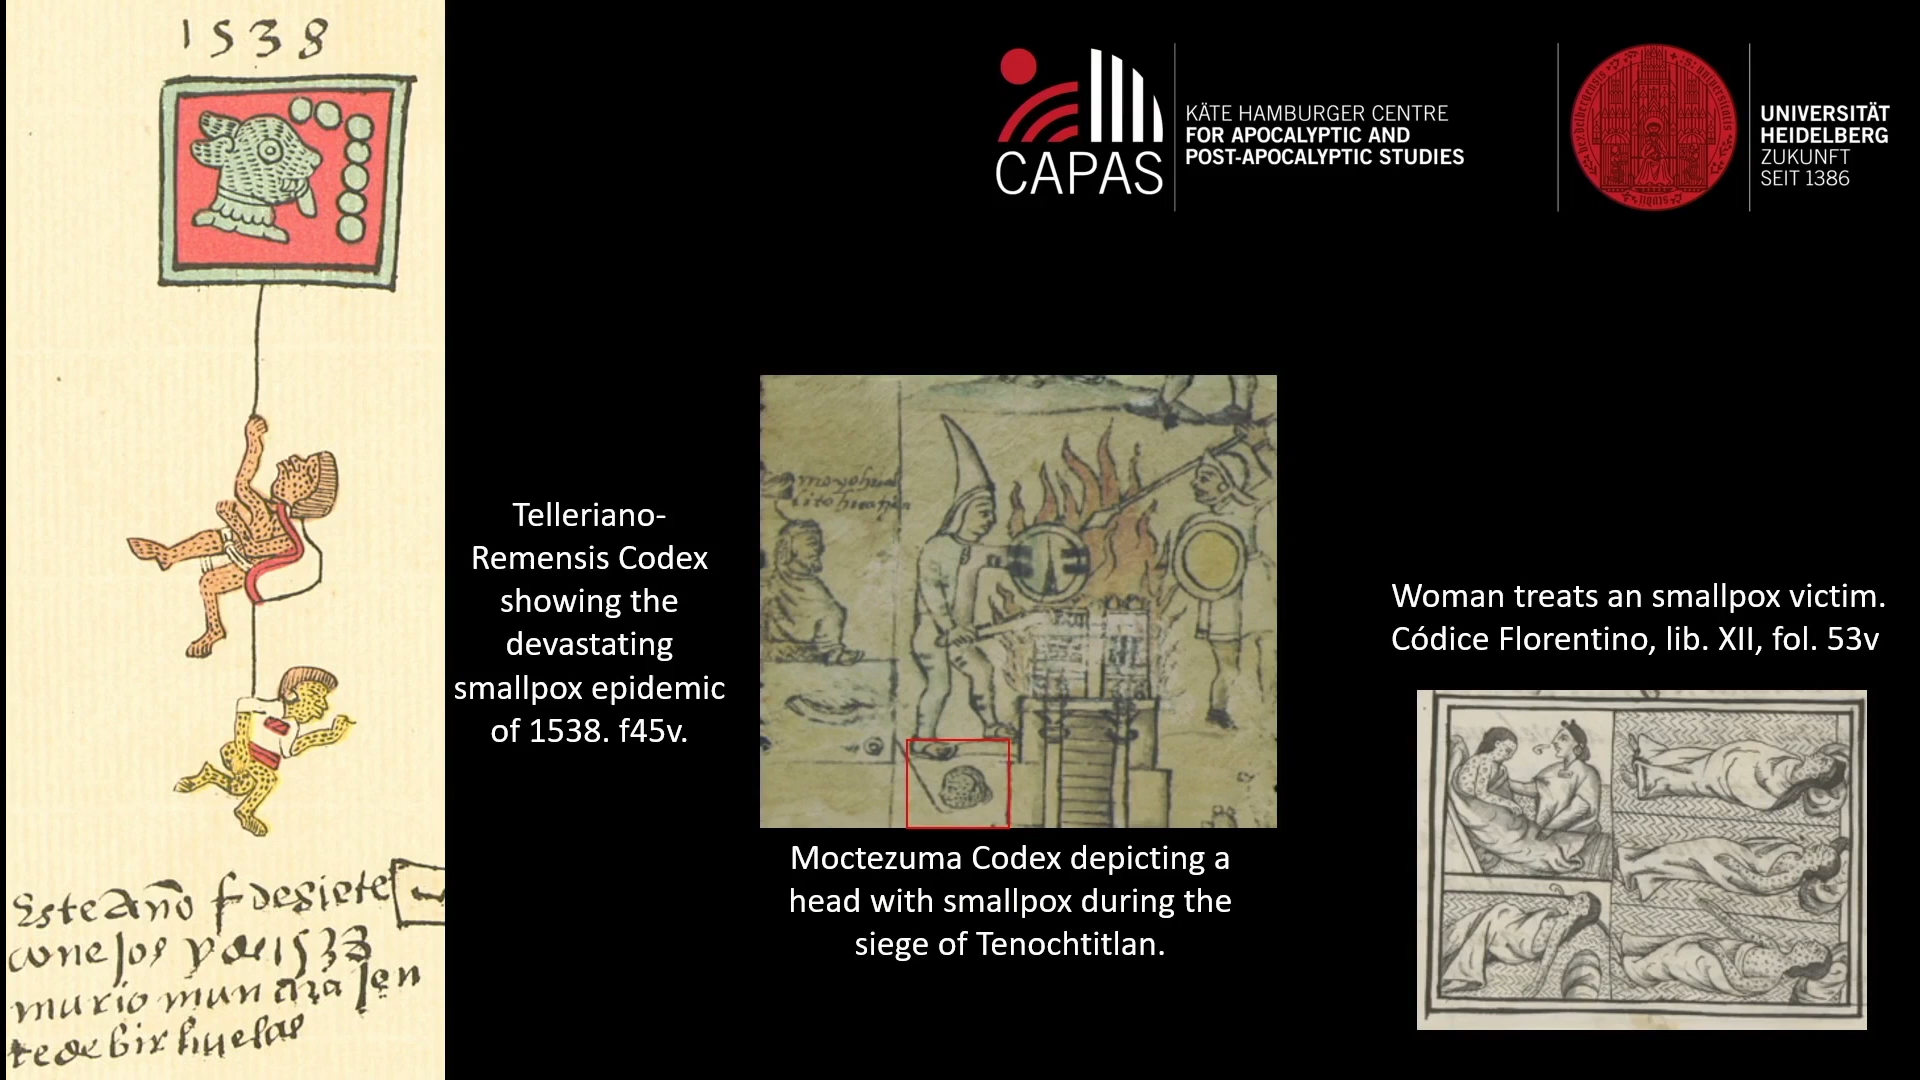 1538
Este Año de siete
conejos y de 1538
murio mu
te de birhuelas
Telleriano-
Remensis Codex
showing the
devastating
smallpox epidemic
of 1538. f45v.
CAPAS
KÄTE HAMBURGER CENTRE
FOR APOCALYPTIC AND
POST-APOCALYPTIC STUDIES
UNIVERSITÄT
HEIDELBERG
ZUKUNFT
SEIT 1386
Moctezuma Codex depicting a
head with smallpox during the
siege of Tenochtitlan.
Woman treats an smallpox victim.
Códice Florentino, lib. XII, fol. 53v